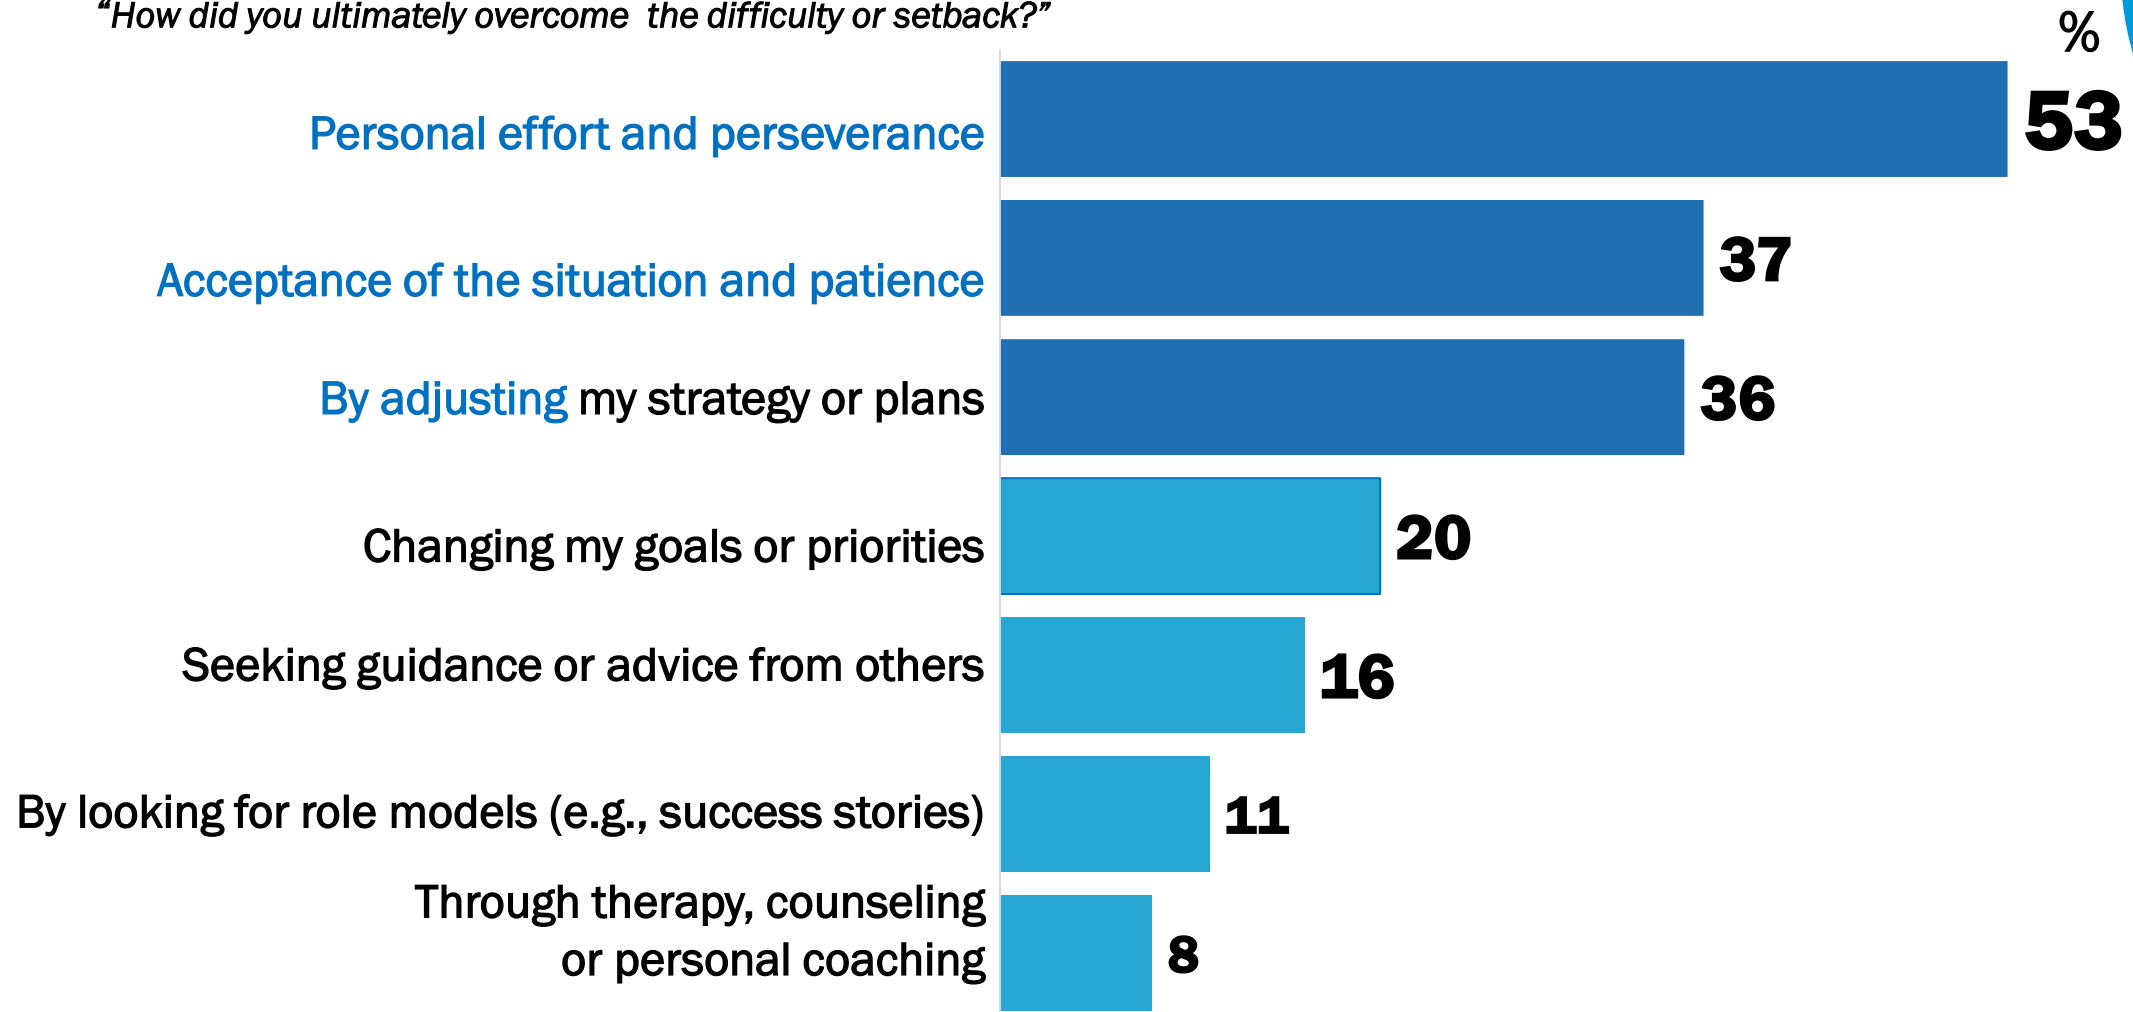 “How did you ultimately overcome  the difficulty or setback?”
%
Personal effort and perseverance
53
Acceptance of the situation and patience
37
By adjusting my strategy or plans
36
Changing my goals or priorities
20
Seeking guidance or advice from others
16
By looking for role models (e.g., success stories)
11
Through therapy, counseling
or personal coaching
8